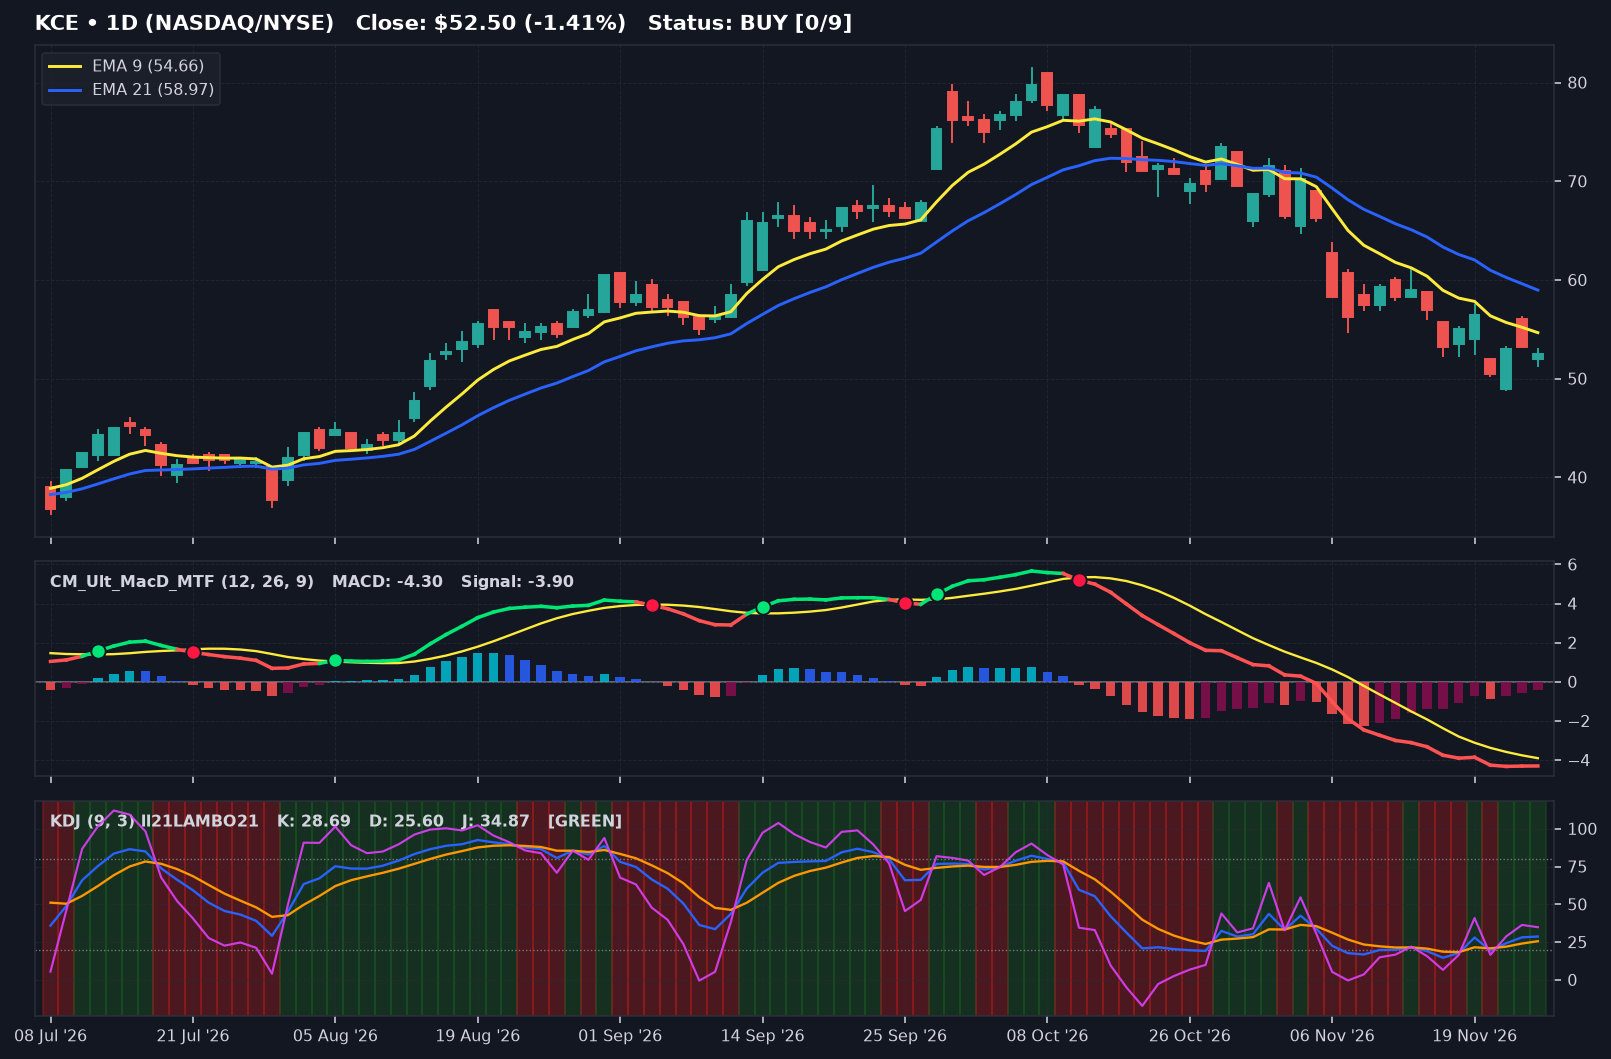 KCE • 1D (NASDAQ/NYSE)   Close: $52.50 (-1.41%)   Status: BUY [0/9]
EMA 9 (54.66)
EMA 21 (58.97)
80
70
60
50
40
CM_Ult_MacD_MTF (12, 26, 9)   MACD: -4.30   Signal: -3.90
6
4
2
0
−2
−4
KDJ (9, 3) II21LAMBO21   K: 28.69   D: 25.60   J: 34.87   [GREEN]
100
75
50
25
0
08 Jul '26
21 Jul '26
05 Aug '26
19 Aug '26
01 Sep '26
14 Sep '26
25 Sep '26
08 Oct '26
26 Oct '26
06 Nov '26
19 Nov '26